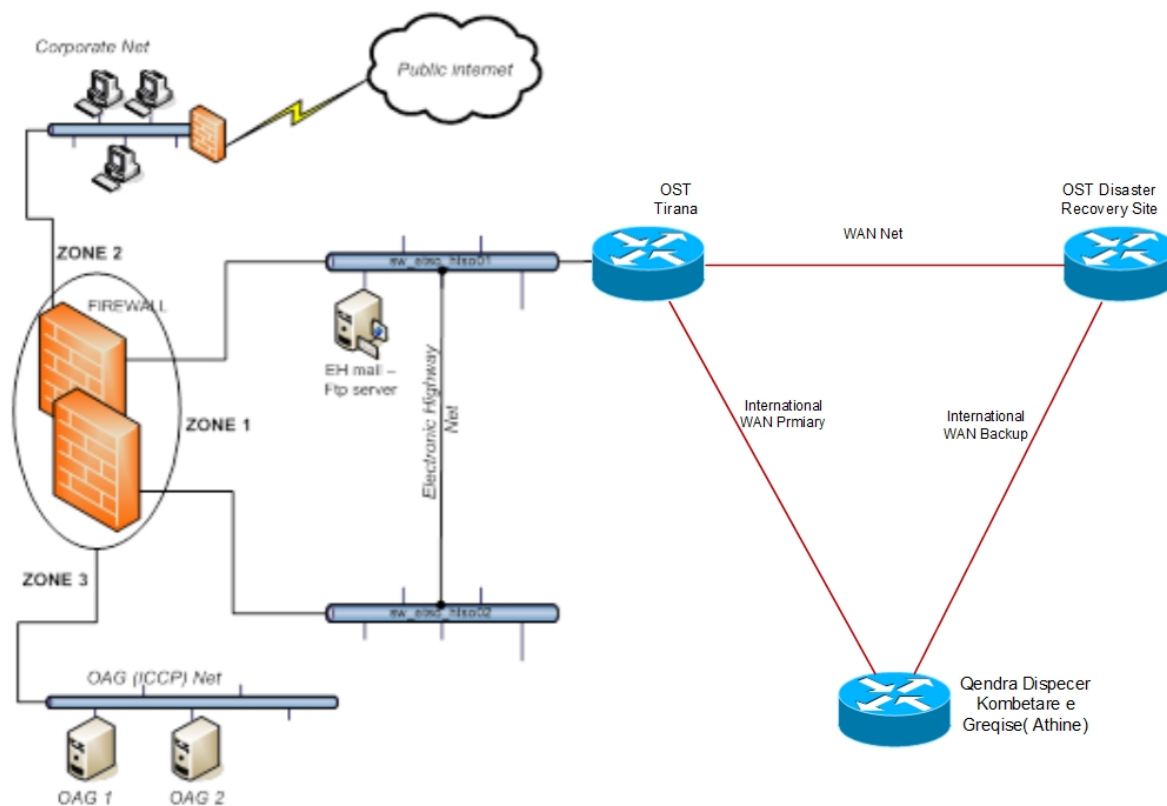 Corporate Net
Public internet
ZONE 2
FIREWALL
ZONE 1
ZONE 3
EH mail –
Ftp server
Electronic Highway
Net
OAG (ICCP) Net
OAG 1
OAG 2
OST
Tirana
WAN Net
OST Disaster
Recovery Site
International
WAN Prmiary
International
WAN Backup
Qendra Dispecer
Kombetare e
Greqise( Athine)